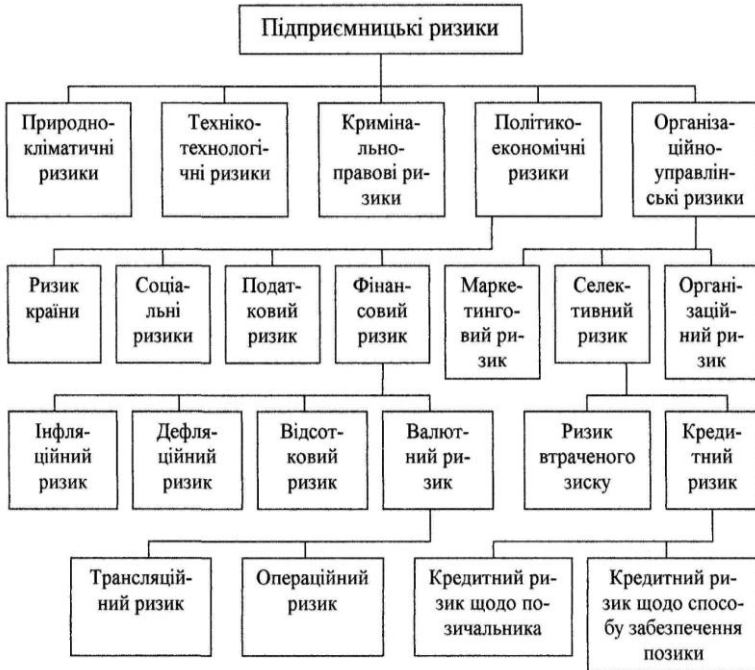 Підприємницькі ризики
Природно-
кліматичні
ризики
Техніко-
технологі-
чні ризики
Криміна-
льно-
правові ри-
зики
Політико-
економічні
ризики
Організа-
ційно-
управлін-
ські ризики
Ризик
країни
Соціа-
льні
ризики
Подат-
ковий
ризик
Фінан-
совий
ризик
Марке-
тинго-
вий ри-
зик
Селек-
тивний
ризик
Органі-
заций-
ний ри-
зик
Інфля-
ційний
ризик
Дефля-
ційний
ризик
Відсот-
ковий
ризик
Валют-
ний ри-
зик
Ризик
втраченого
зиску
Креди-
тний
ризик
Трансляцій-
ний ризик
Операційний
ризик
Кредитний ри-
зик щодо по-
зичальника
Кредитний ри-
зик щодо спосо-
бу забезпечення
позики